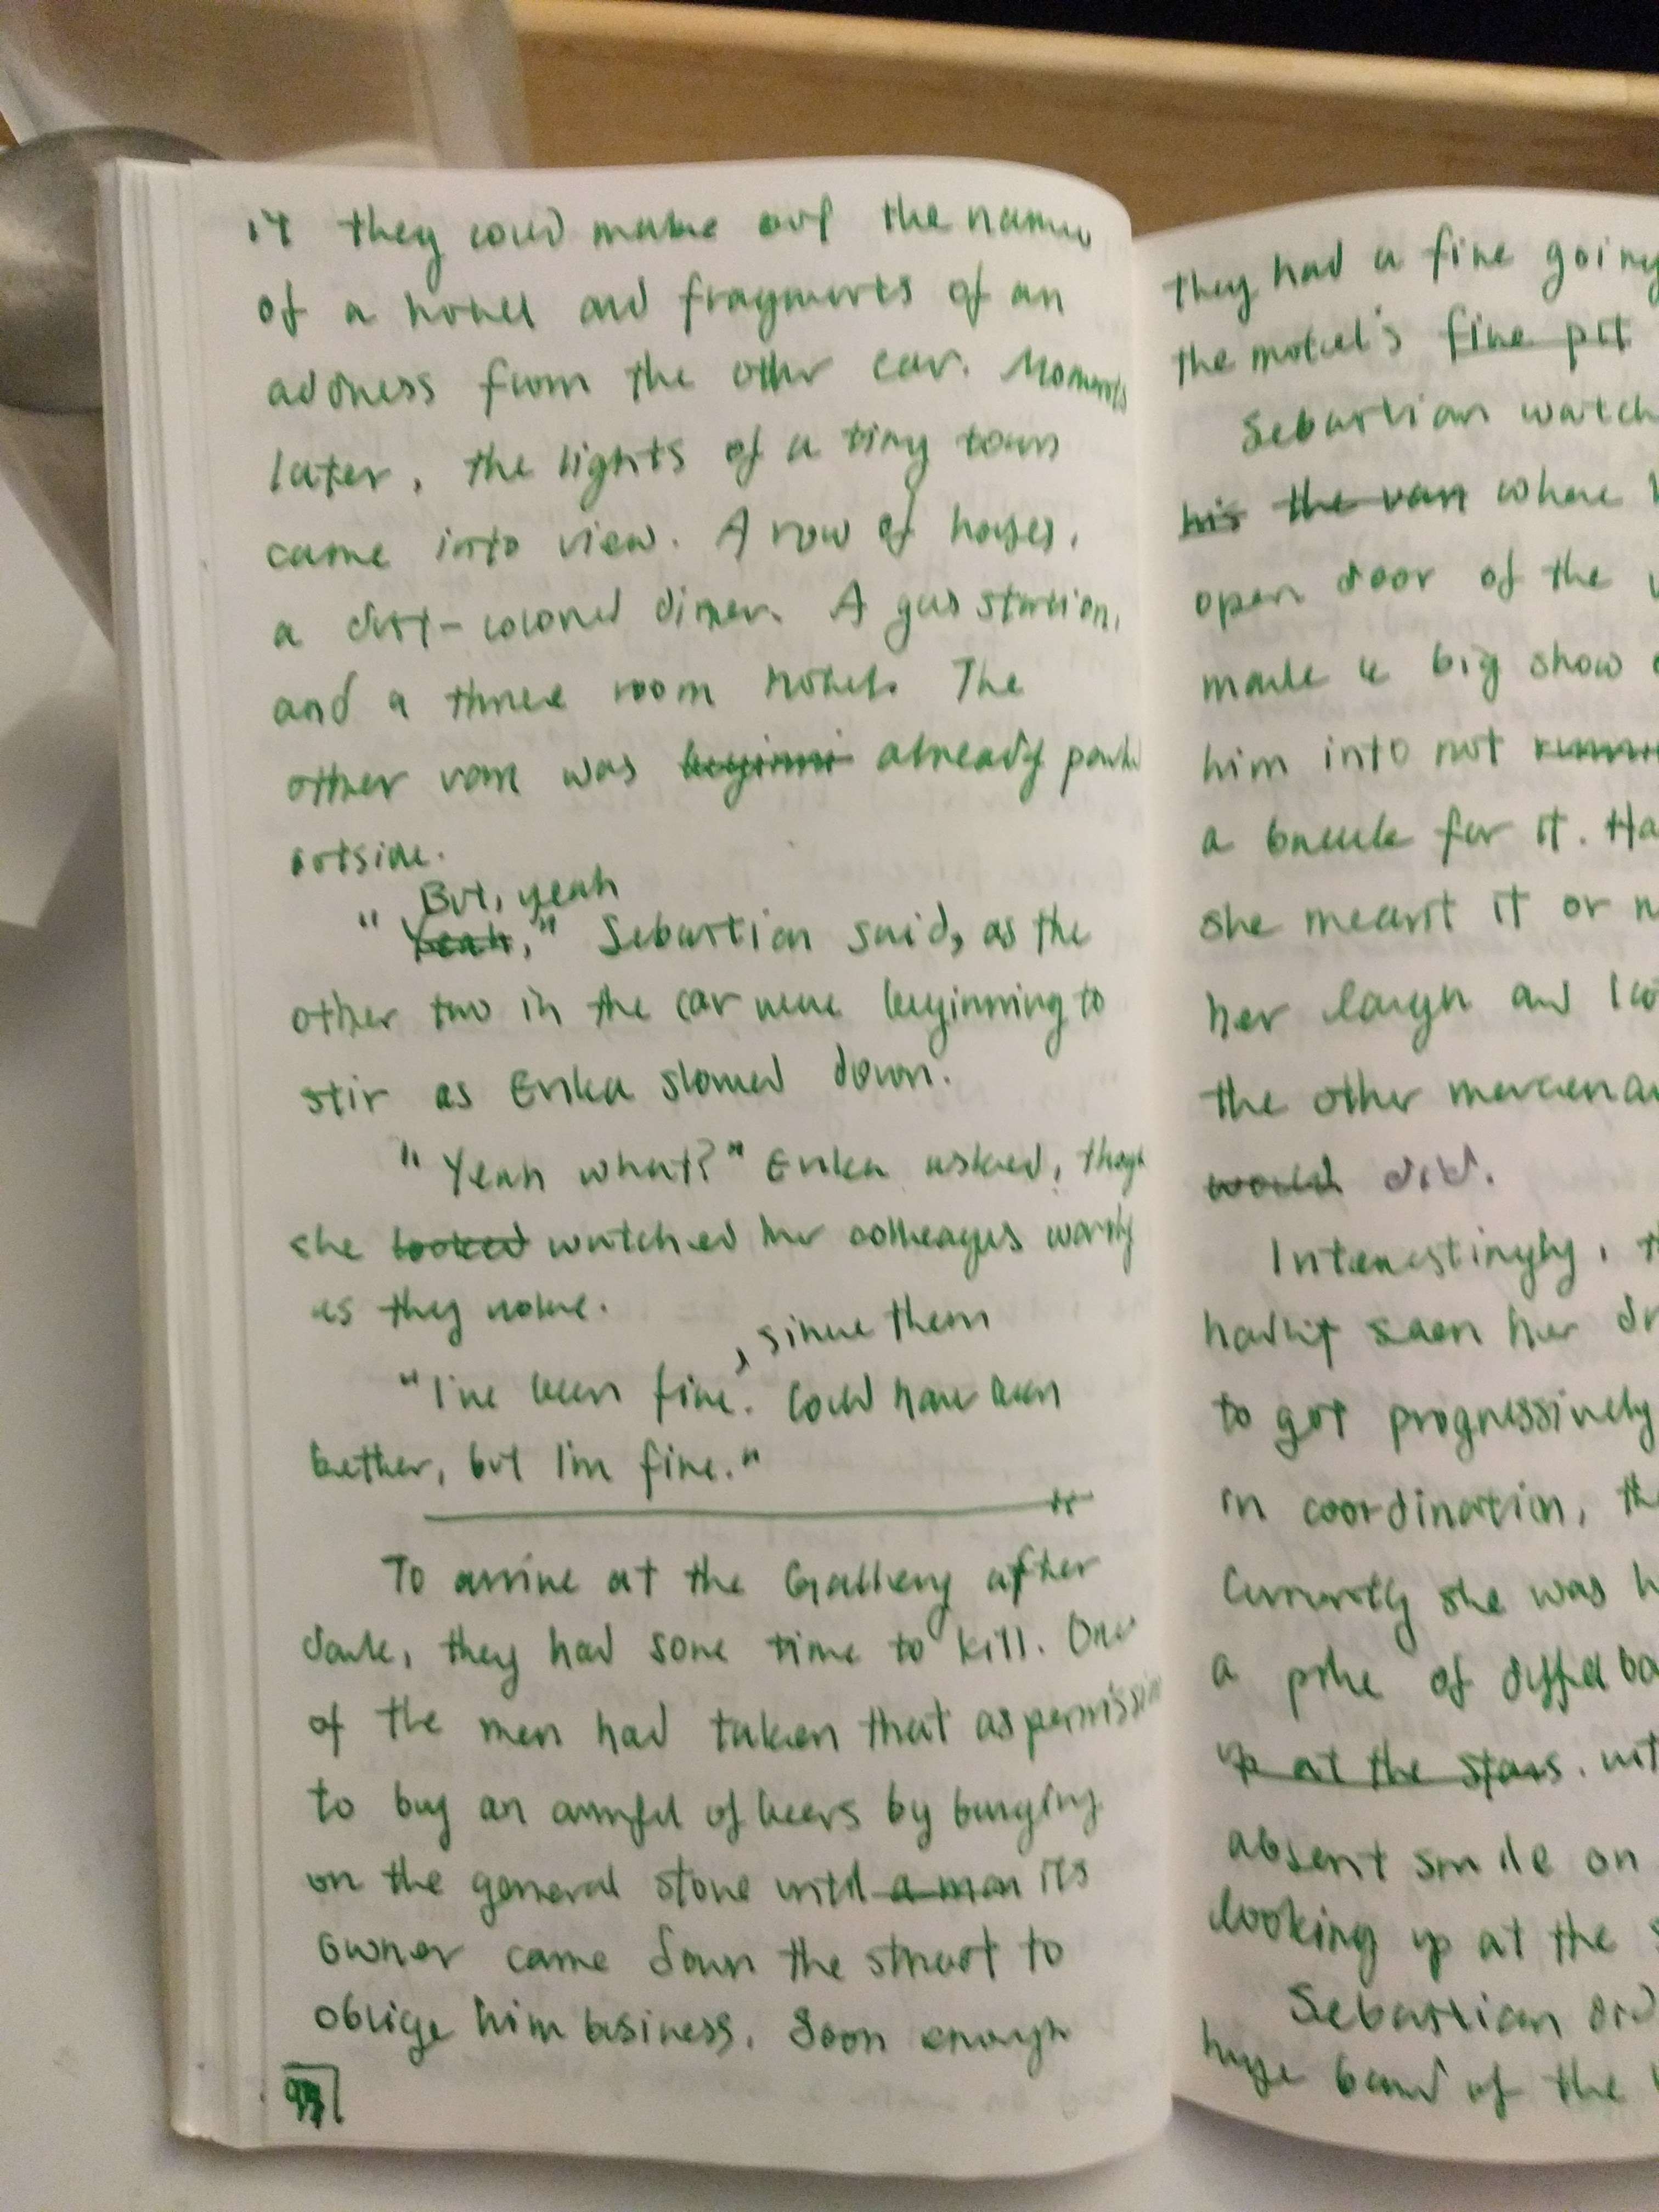 it they could make out the name
of a hotel and fragments of an
address from the other car. Moments
later, the lights of a tiny town
came into view. A row of houses,
a dust-colored diner. A gas station,
and a three room hotel. The
other van was beginni already parked
outside.
But, yeah
"Yeah," Sebastian said, as the
other two in the car were beginning to
stir as Erika slowed down.
"Yeah what?" Erika asked, though
she looked watched her colleagues warily
as they woke.
, since then
"I've been fine. Could have been
better, but I'm fine."
To arrive at the Gallery after
dark, they had some time to kill. One
of the men had taken that as permission
to buy an armful of beers by banging
on the general store until a man its
owner came down the street to
oblige him business. Soon enough
they had a fire going
the motel's fire pit
Sebastian watch
his the van where
open door of the
made a big show
him into not
a break for it. Ha
she meant it or n
her laugh and loo
the other mercenar
would did.
Interestingly, th
hadn't seen her dr
to get progressively
in coordination, the
Currently she was h
a pile of duffel ba
up at the stars. wit
absent smile on
looking up at the s
Sebastian did
huge band of the